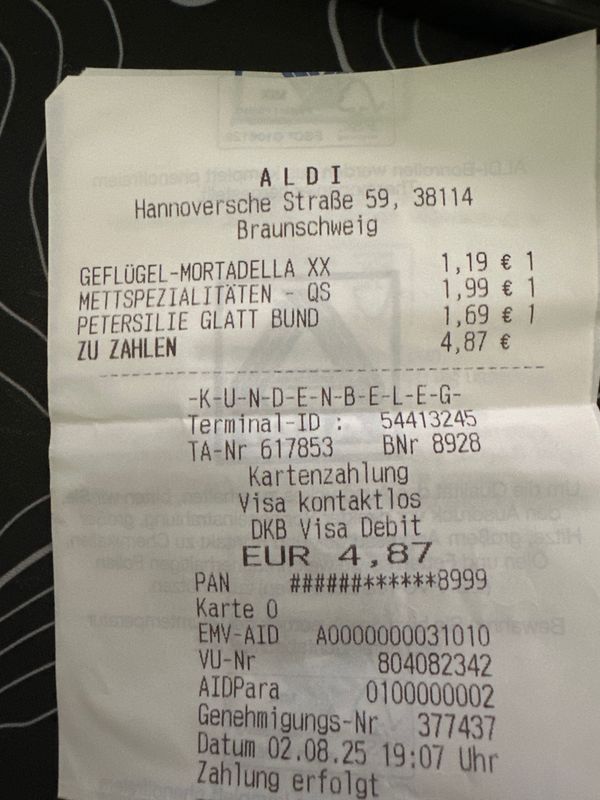 ALDI
Hannoversche Straße 59, 38114
Braunschweig
GEFLÜGEL-MORTADELLA XX 1,19 € 1
METTSPEZIALITÄTEN - QS 1,99 € 1
PETERSILIE GLATT BUND 1,69 € 1
ZU ZAHLEN 4,87 €
-K-U-N-D-E-N-B-E-L-E-G-
Terminal-ID : 54413245
TA-Nr 617853 BNr 8928
Kartenzahlung
Visa kontaktlos
DKB Visa Debit
EUR 4,87
PAN ######******8999
Karte 0
EMV-AID A0000000031010
VU-Nr 804082342
AIDPara 0100000002
Genehmigungs-Nr 377437
Datum 02.08.25 19:07 Uhr
Zahlung erfolgt